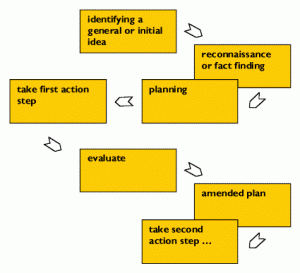 identifying a
general or initial
idea
reconnaissance
or fact finding
planning
take first action
step
evaluate
amended plan
take second
action step ...